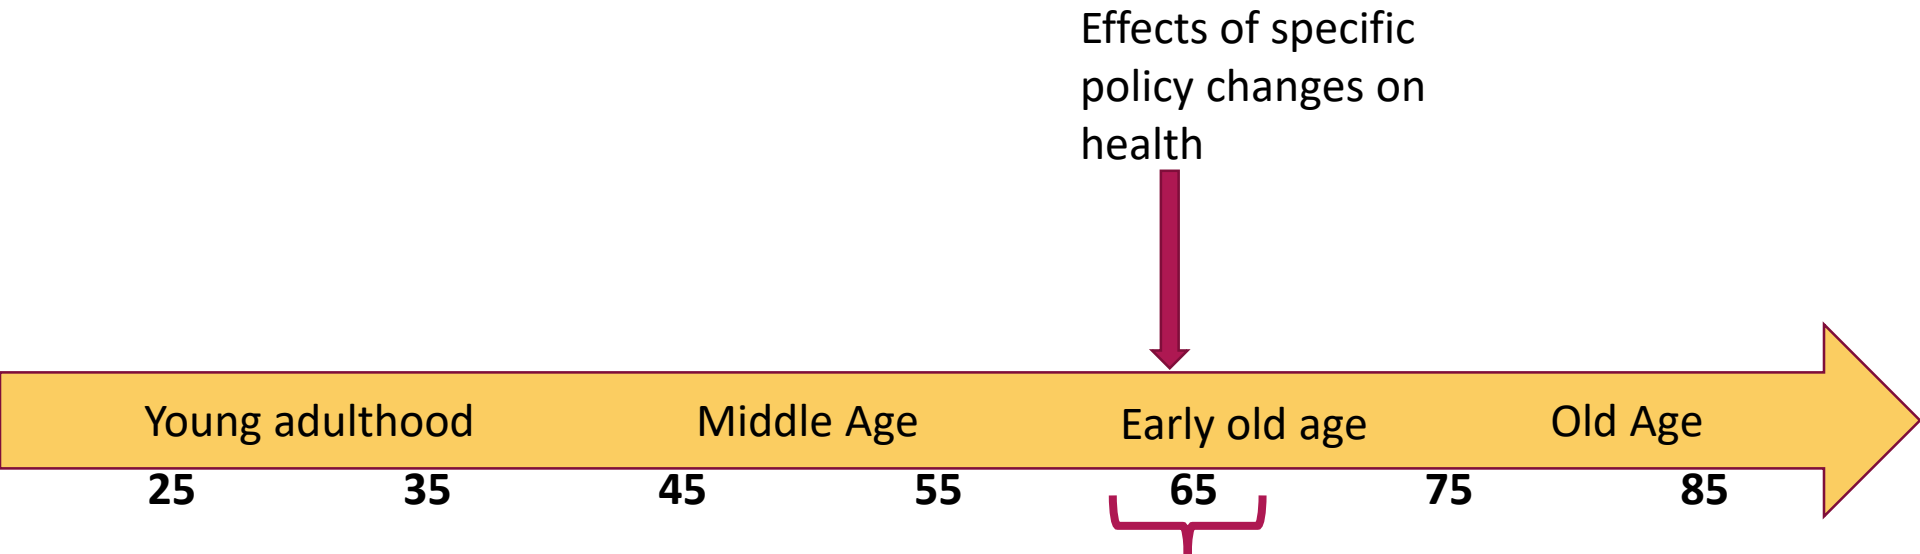 Effects of specific
policy changes on
health
Young adulthood Middle Age Early old age Old Age
25 35 45 55 65 75 85